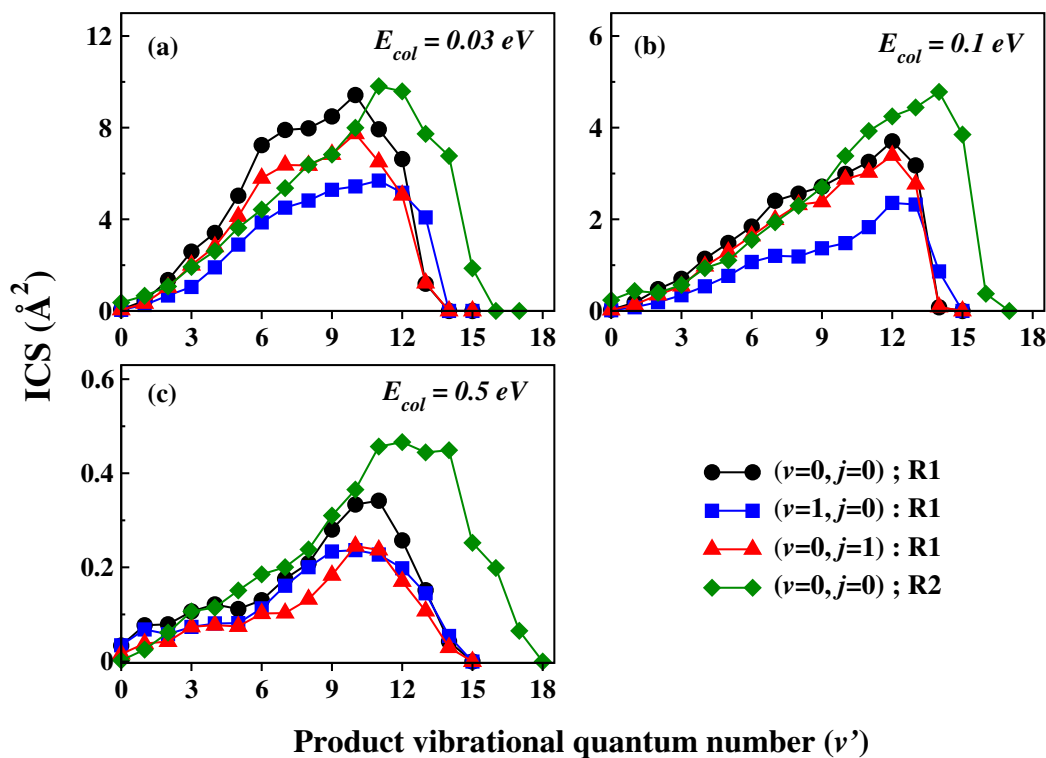 (a) E_col = 0.03 eV
12
8
4
0
0 3 6 9 12 15 18
(b) E_col = 0.1 eV
6
4
2
0
0 3 6 9 12 15 18
ICS (Å²)
(c) E_col = 0.5 eV
0.6
0.4
0.2
0
0 3 6 9 12 15 18
(v=0, j=0) ; R1
(v=1, j=0) : R1
(v=0, j=1) : R1
(v=0, j=0) ; R2
Product vibrational quantum number (v’)